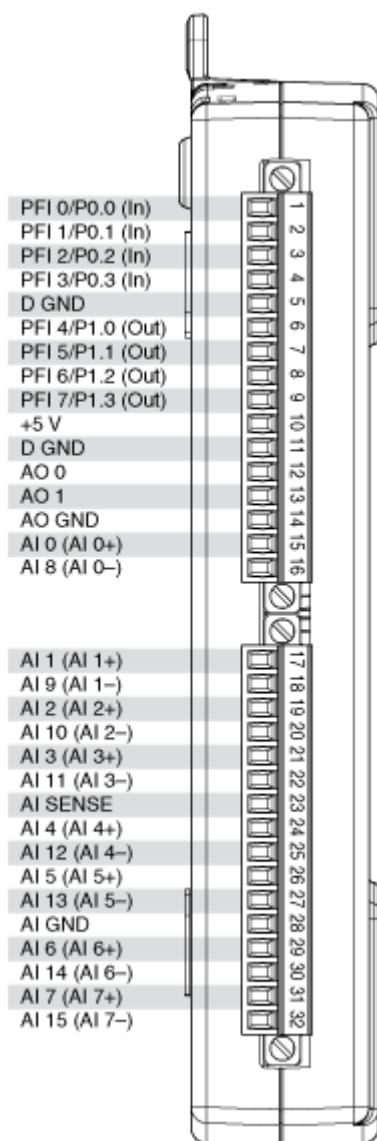 PFI 0/P0.0 (In) 1
PFI 1/P0.1 (In) 2
PFI 2/P0.2 (In) 3
PFI 3/P0.3 (In) 4
D GND 5
PFI 4/P1.0 (Out) 6
PFI 5/P1.1 (Out) 7
PFI 6/P1.2 (Out) 8
PFI 7/P1.3 (Out) 9
+5 V 10
D GND 11
AO 0 12
AO 1 13
AO GND 14
AI 0 (AI 0+) 15
AI 8 (AI 0–) 16
AI 1 (AI 1+) 17
AI 9 (AI 1–) 18
AI 2 (AI 2+) 19
AI 10 (AI 2–) 20
AI 3 (AI 3+) 21
AI 11 (AI 3–) 22
AI SENSE 23
AI 4 (AI 4+) 24
AI 12 (AI 4–) 25
AI 5 (AI 5+) 26
AI 13 (AI 5–) 27
AI GND 28
AI 6 (AI 6+) 29
AI 14 (AI 6–) 30
AI 7 (AI 7+) 31
AI 15 (AI 7–) 32